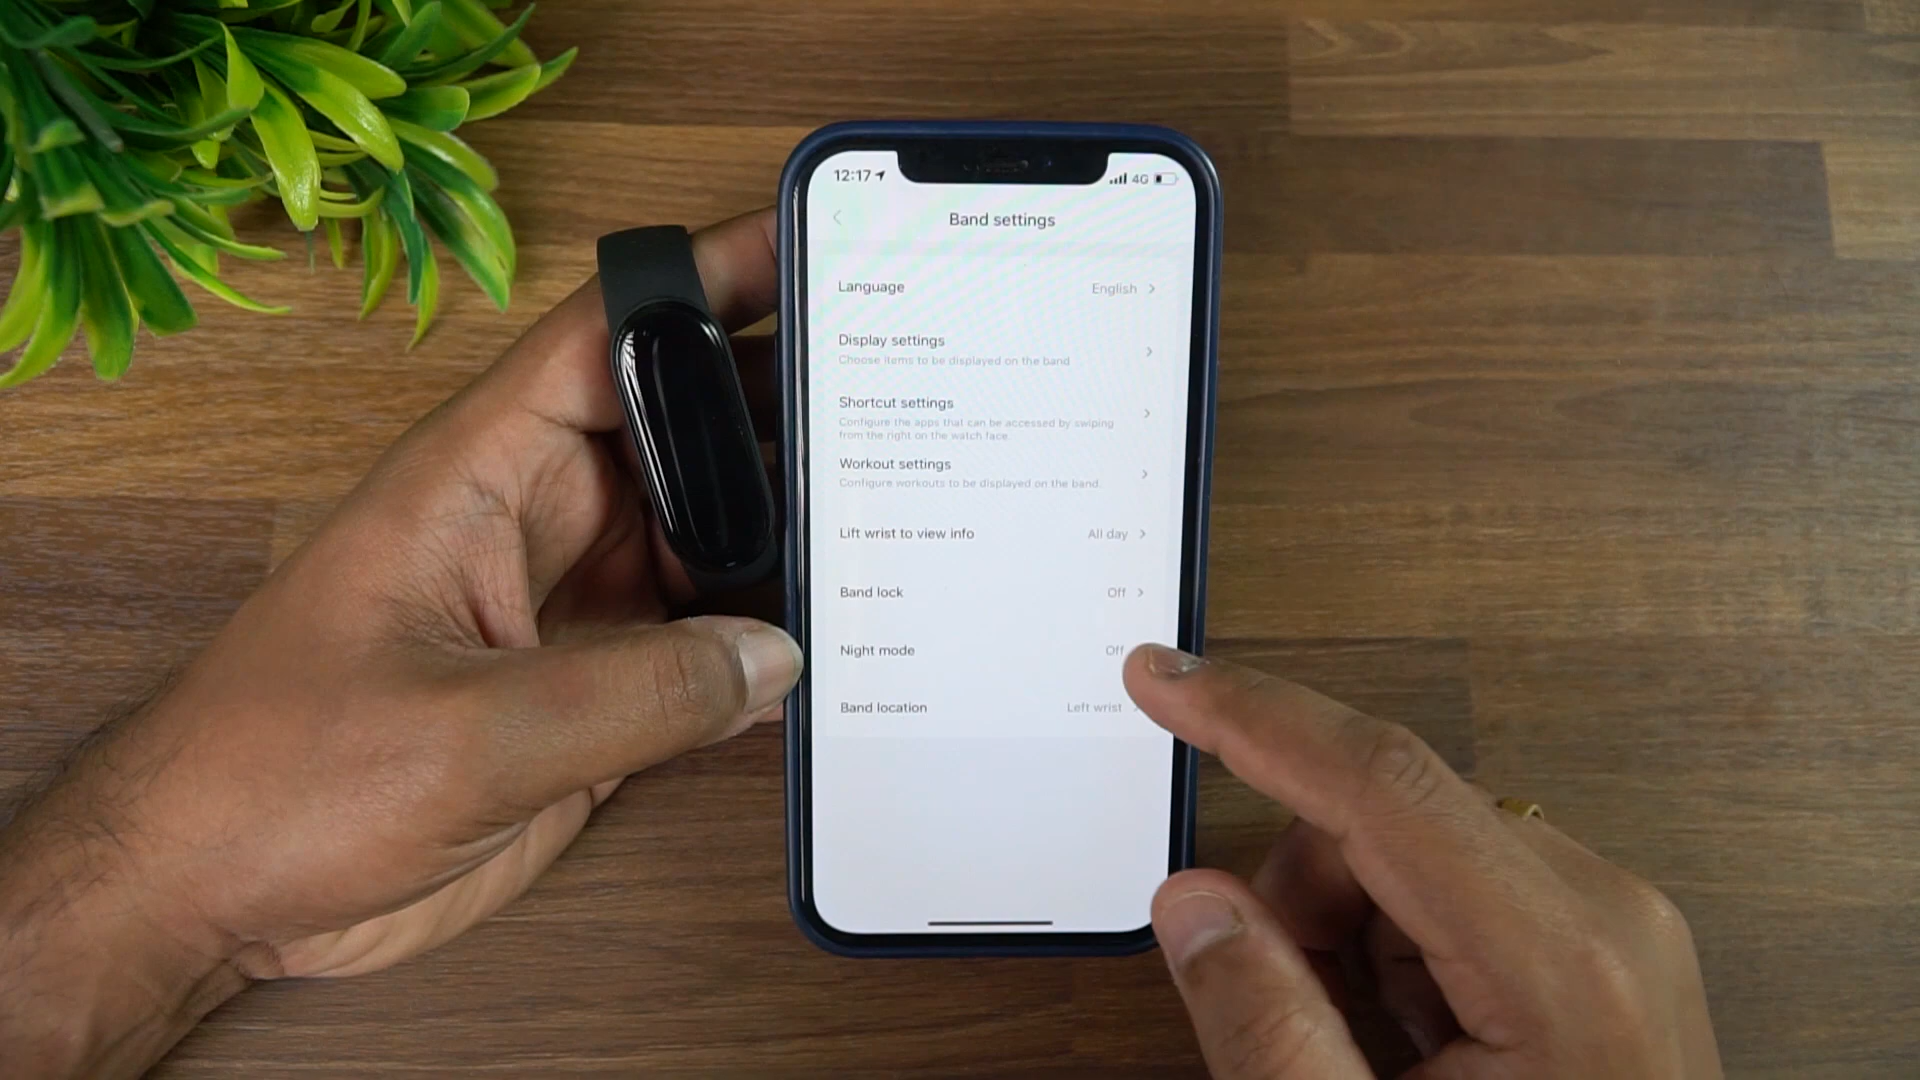 12:17
4G
Band settings
Language English
Display settings
Choose items to be displayed on the band
Shortcut settings
Configure the apps that can be accessed by swiping
from the right on the watch face.
Workout settings
Configure workouts to be displayed on the band.
Lift wrist to view info All day
Band lock Off
Night mode Off
Band location Left wrist